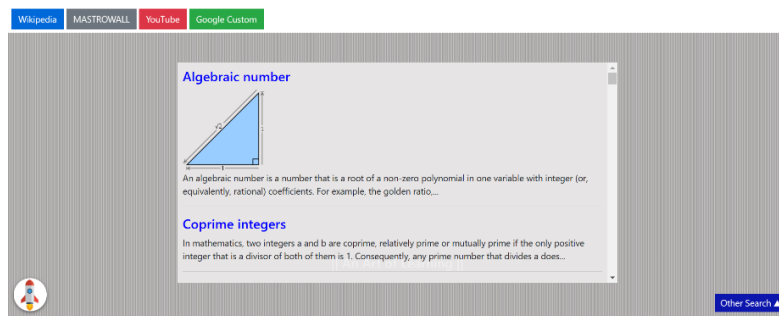 Wikipedia
MASTROWALL
YouTube
Google Custom
Algebraic number
√2
1
An algebraic number is a number that is a root of a non-zero polynomial in one variable with integer (or,
equivalently, rational) coefficients. For example, the golden ratio,...
Coprime integers
In mathematics, two integers a and b are coprime, relatively prime or mutually prime if the only positive
integer that is a divisor of both of them is 1. Consequently, any prime number that divides a does...
Other Search ▲